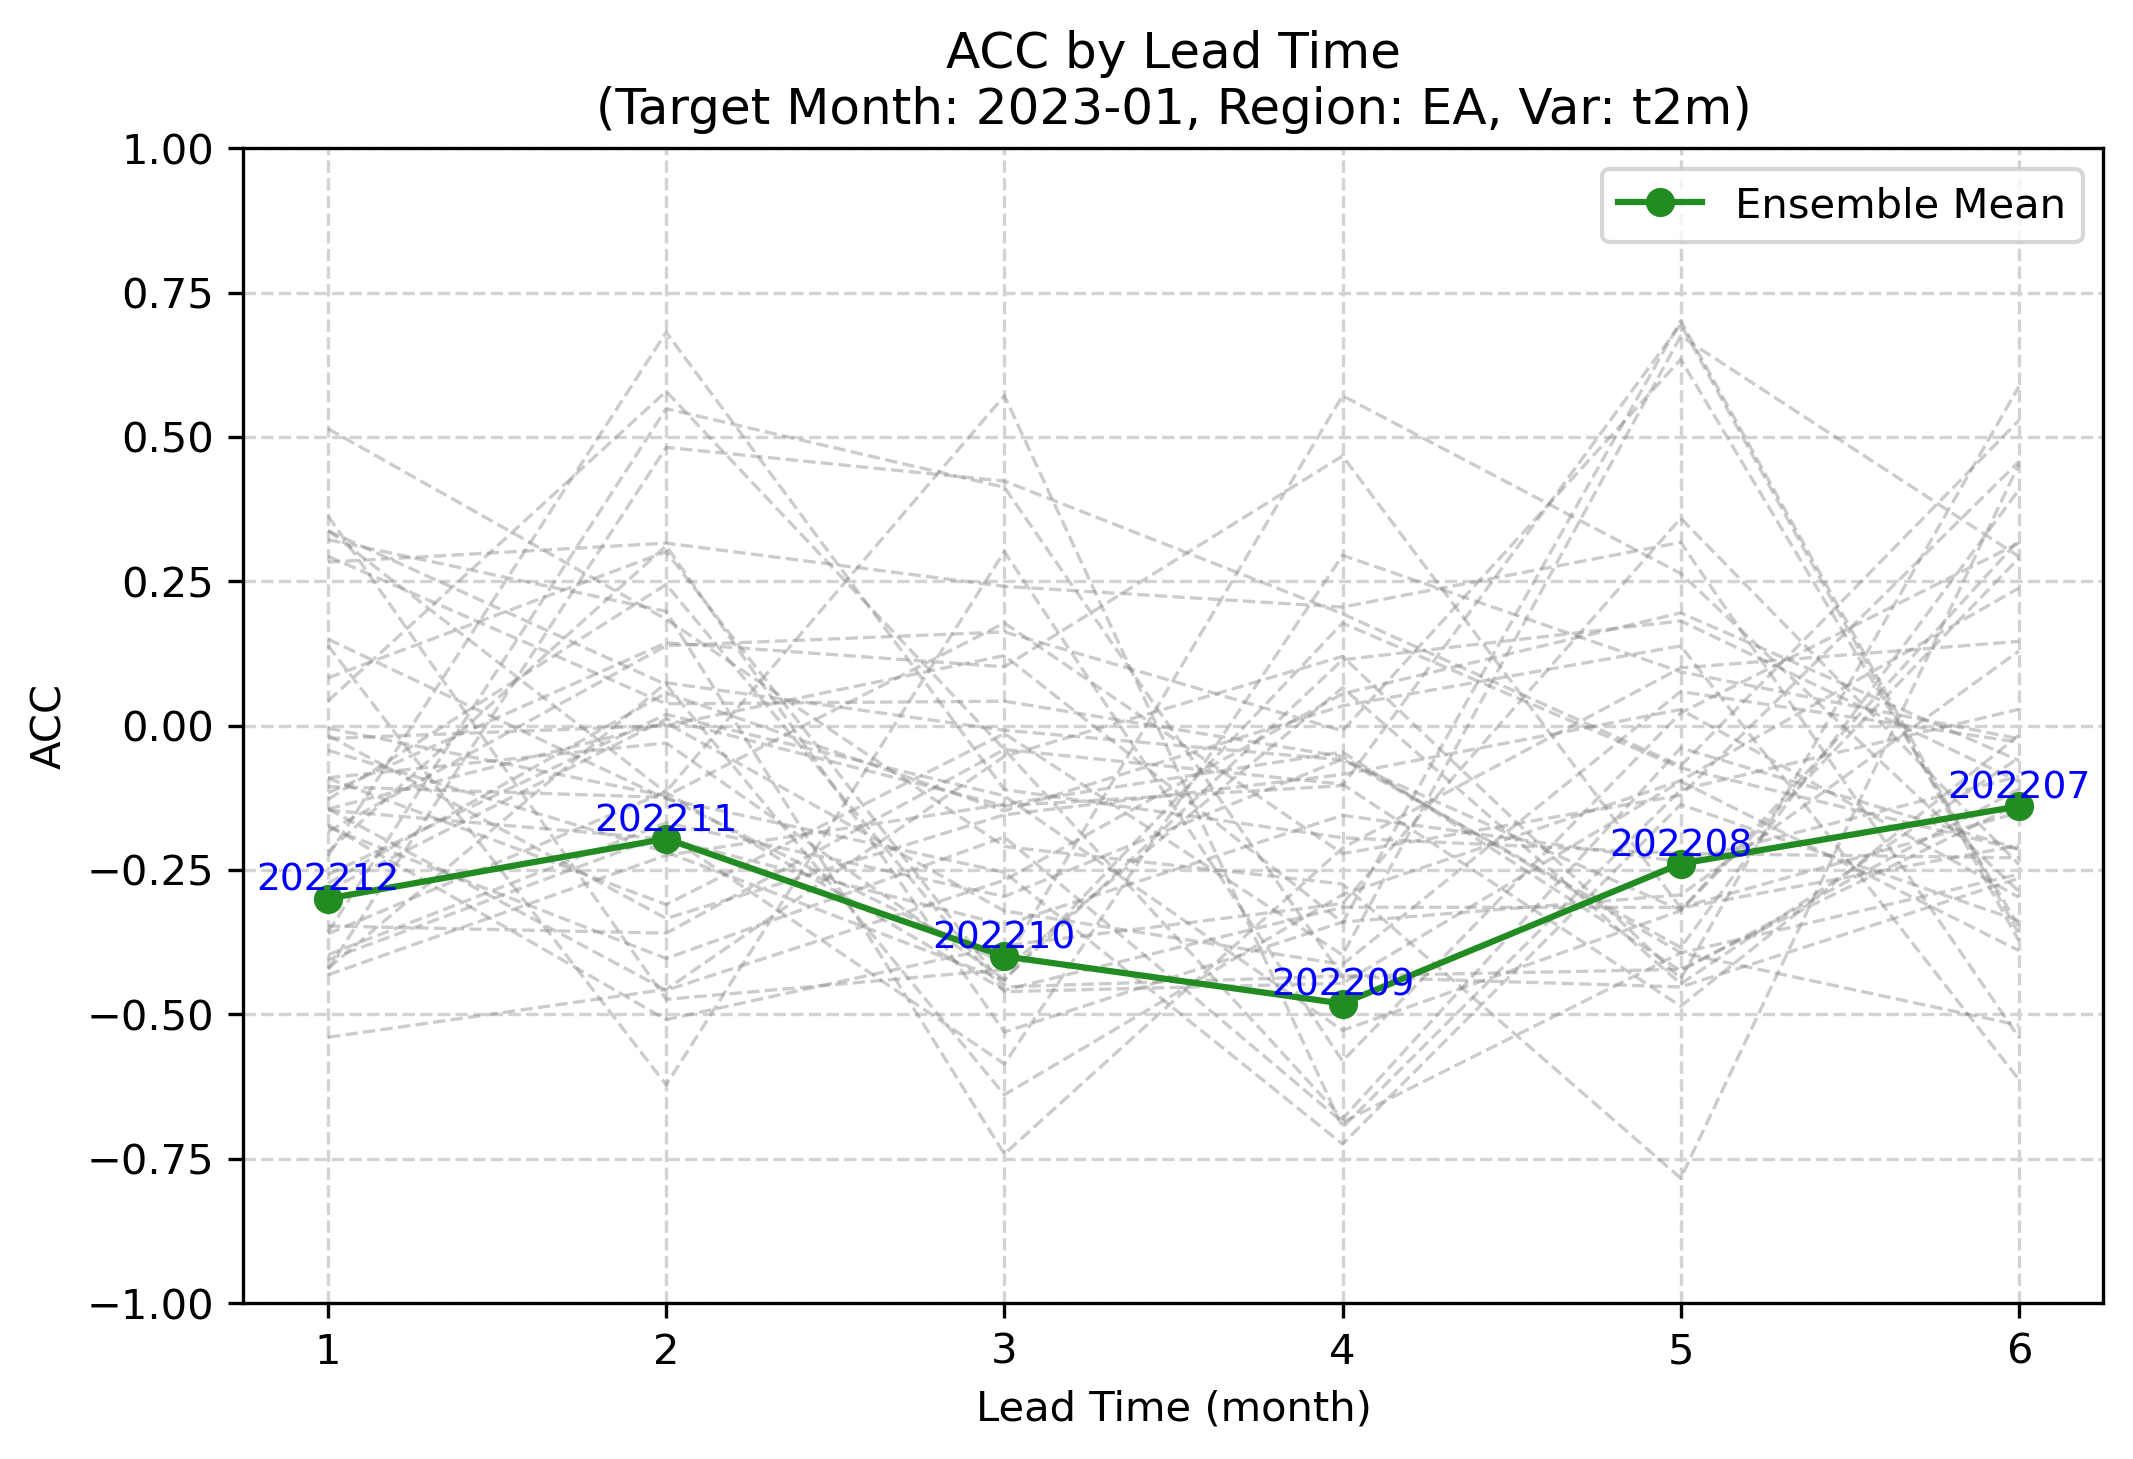 ACC by Lead Time
(Target Month: 2023-01, Region: EA, Var: t2m)
1.00
0.75
0.50
0.25
0.00
−0.25
−0.50
−0.75
−1.00
ACC
Ensemble Mean
202212
202211
202210
202209
202208
202207
1 2 3 4 5 6
Lead Time (month)